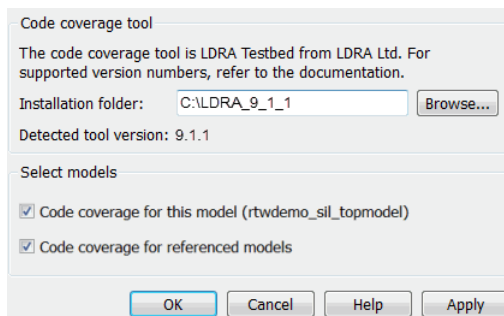 Code coverage tool
The code coverage tool is LDRA Testbed from LDRA Ltd. For
supported version numbers, refer to the documentation.
Installation folder: C:\LDRA_9_1_1 Browse...
Detected tool version: 9.1.1
Select models
Code coverage for this model (rtwdemo_sil_topmodel)
Code coverage for referenced models
OK Cancel Help Apply